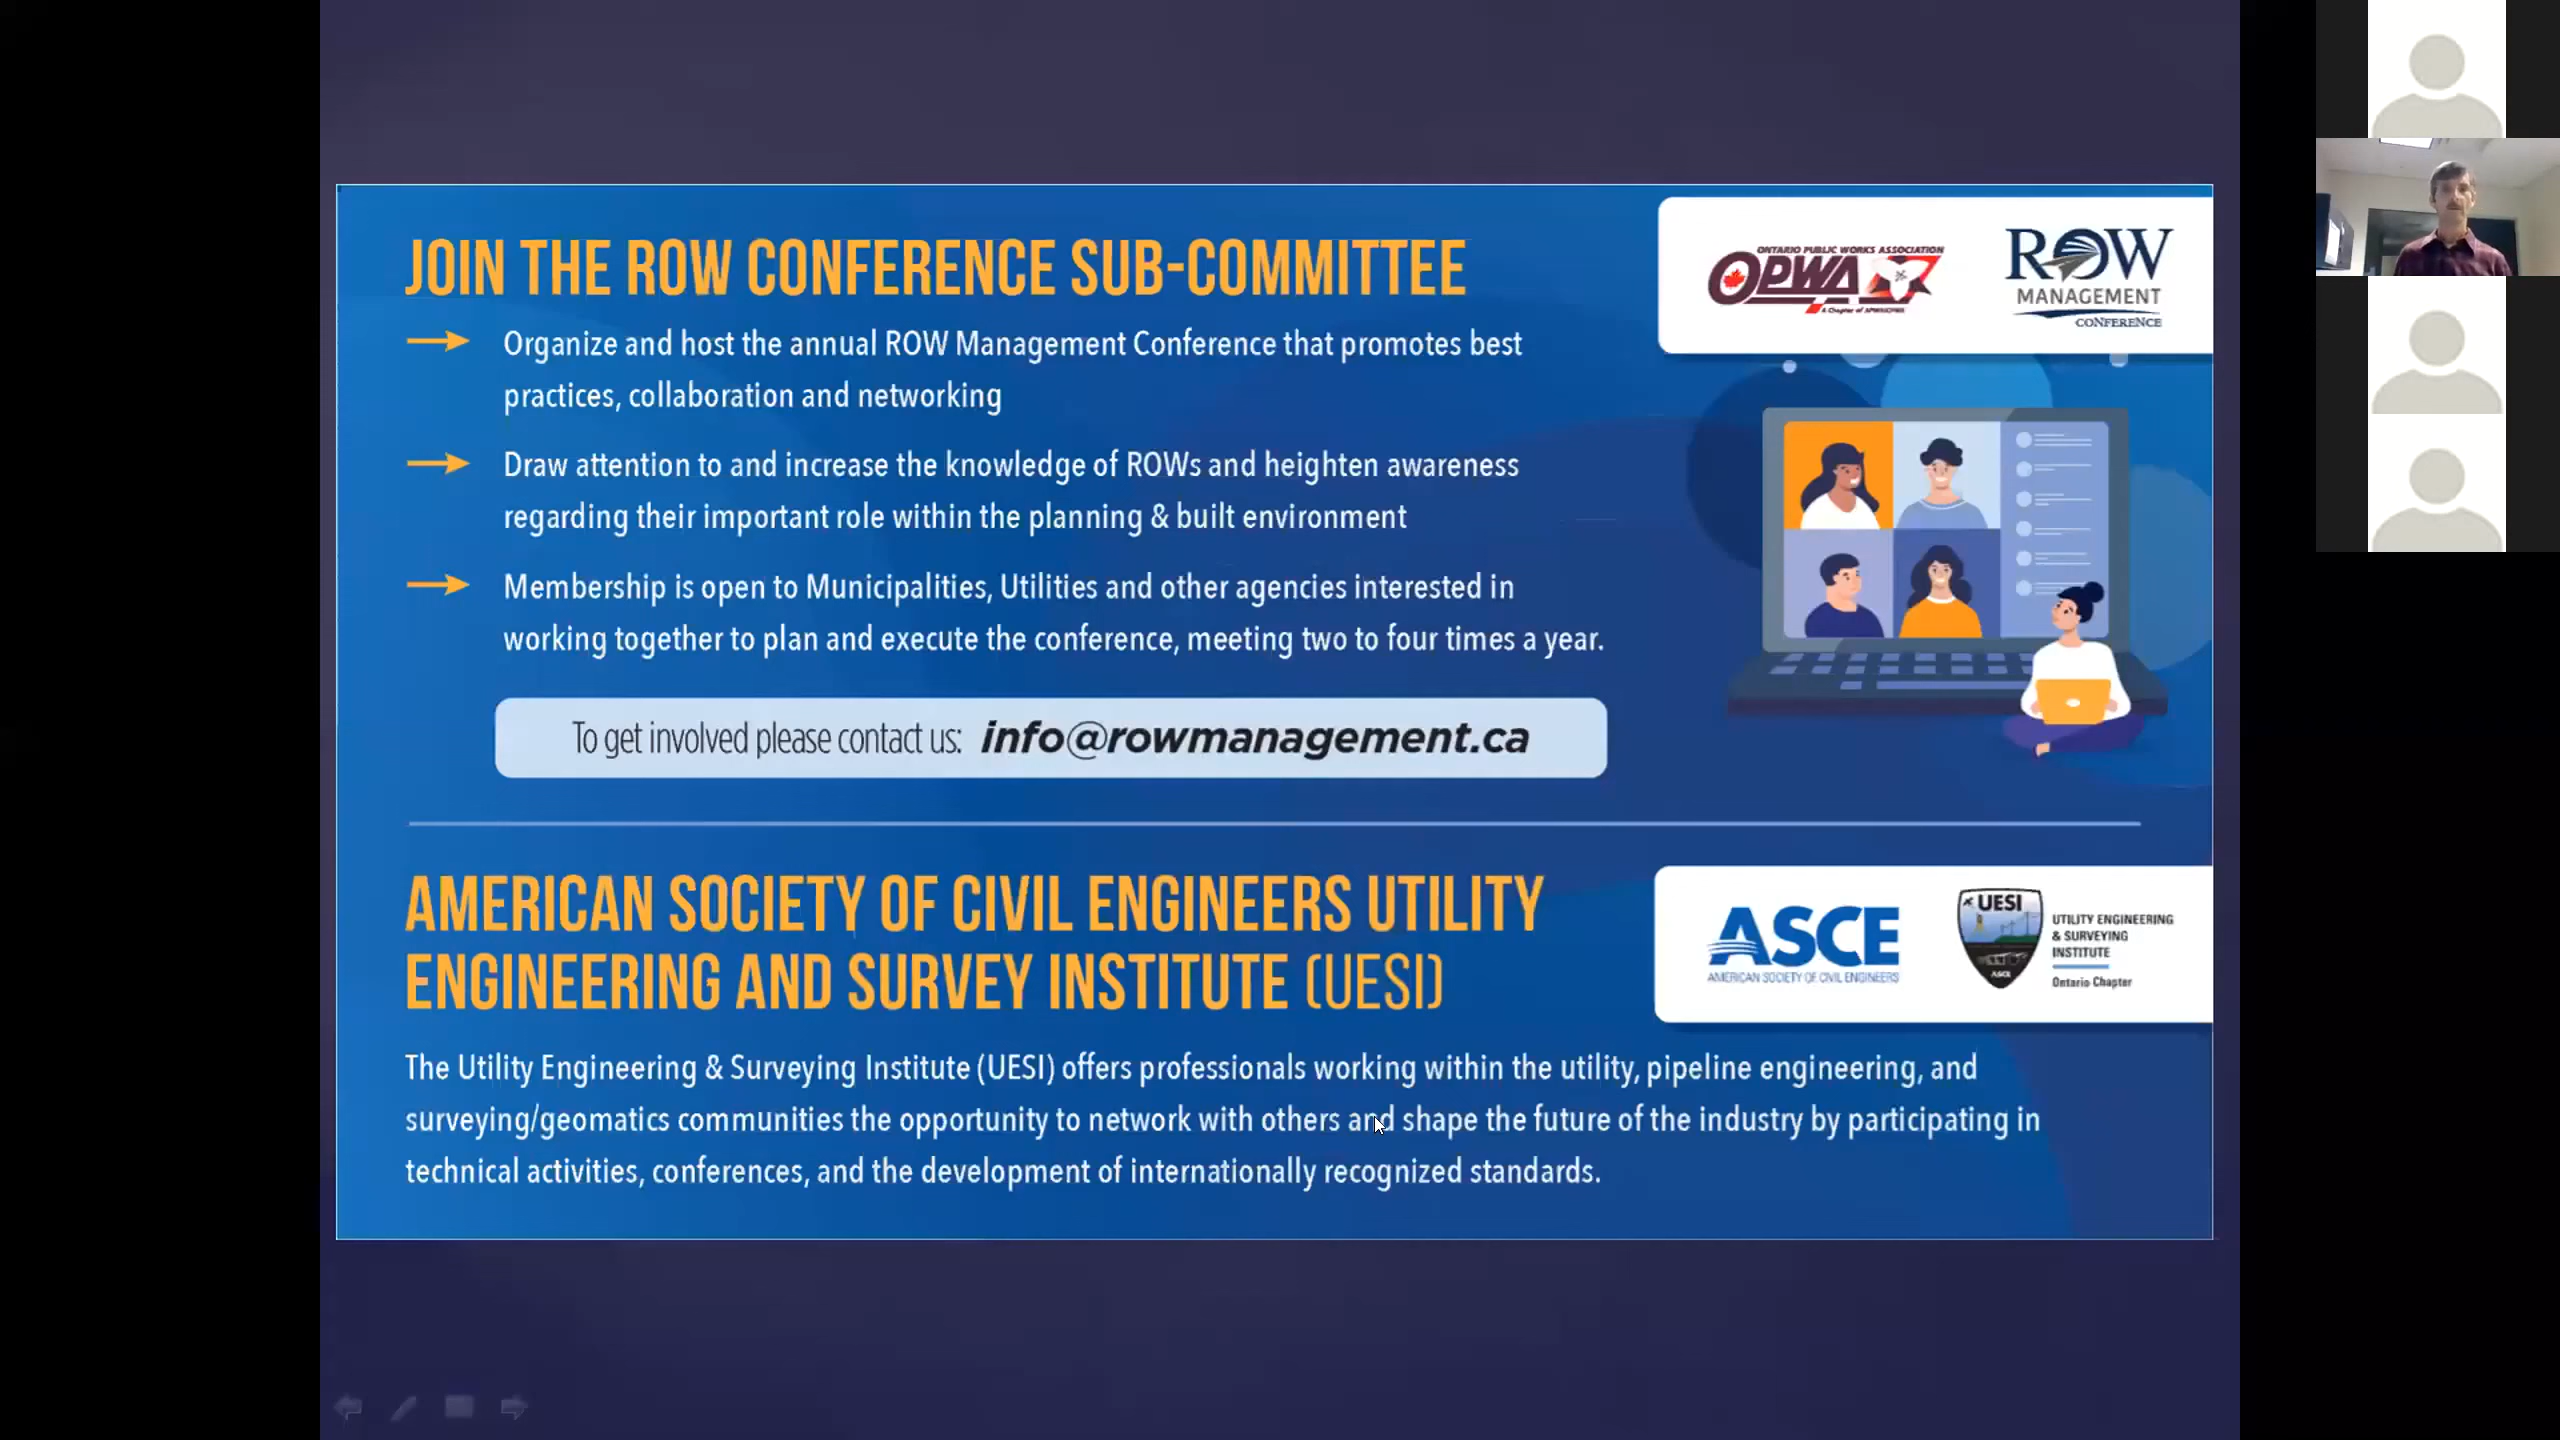 JOIN THE ROW CONFERENCE SUB-COMMITTEE
Organize and host the annual ROW Management Conference that promotes best
practices, collaboration and networking
Draw attention to and increase the knowledge of ROWs and heighten awareness
regarding their important role within the planning & built environment
Membership is open to Municipalities, Utilities and other agencies interested in
working together to plan and execute the conference, meeting two to four times a year.
To get involved please contact us: info@rowmanagement.ca
ONTARIO PUBLIC WORKS ASSOCIATION
OPWA
ROW
MANAGEMENT
CONFERENCE
AMERICAN SOCIETY OF CIVIL ENGINEERS UTILITY
ENGINEERING AND SURVEY INSTITUTE (UESI)
ASCE
AMERICAN SOCIETY OF CIVIL ENGINEERS
UESI
ASCE
UTILITY ENGINEERING
& SURVEYING
INSTITUTE
Ontario Chapter
The Utility Engineering & Surveying Institute (UESI) offers professionals working within the utility, pipeline engineering, and
surveying/geomatics communities the opportunity to network with others and shape the future of the industry by participating in
technical activities, conferences, and the development of internationally recognized standards.